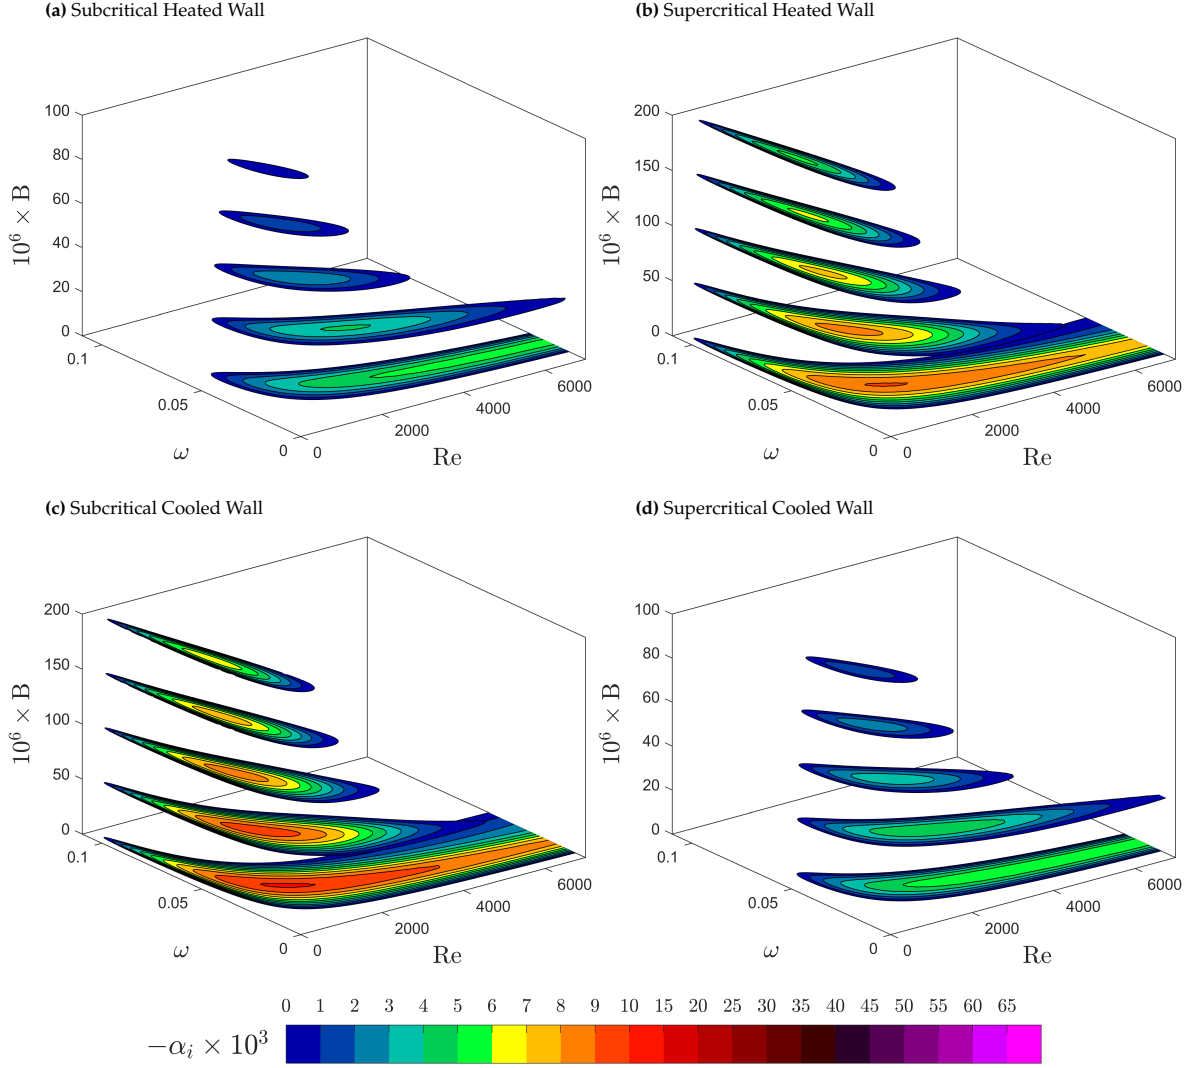 (a) Subcritical Heated Wall
(b) Supercritical Heated Wall
100
80
60
40
20
0
10⁶ × B
0.1
0.05
0
ω
0
2000
4000
6000
Re
200
150
100
50
0
10⁶ × B
0.1
0.05
0
ω
0
2000
4000
6000
Re
(c) Subcritical Cooled Wall
(d) Supercritical Cooled Wall
200
150
100
50
0
10⁶ × B
0.1
0.05
0
ω
0
2000
4000
6000
Re
100
80
60
40
20
0
10⁶ × B
0.1
0.05
0
ω
0
2000
4000
6000
Re
0 1 2 3 4 5 6 7 8 9 10 15 20 25 30 35 40 45 50 55 60 65
−αᵢ × 10³